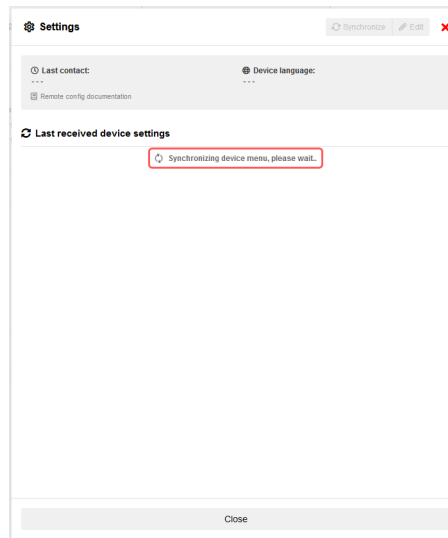 Settings
Synchronize
Edit
Last contact:
---
Device language:
---
Remote config documentation
Last received device settings
Synchronizing device menu, please wait..
Close